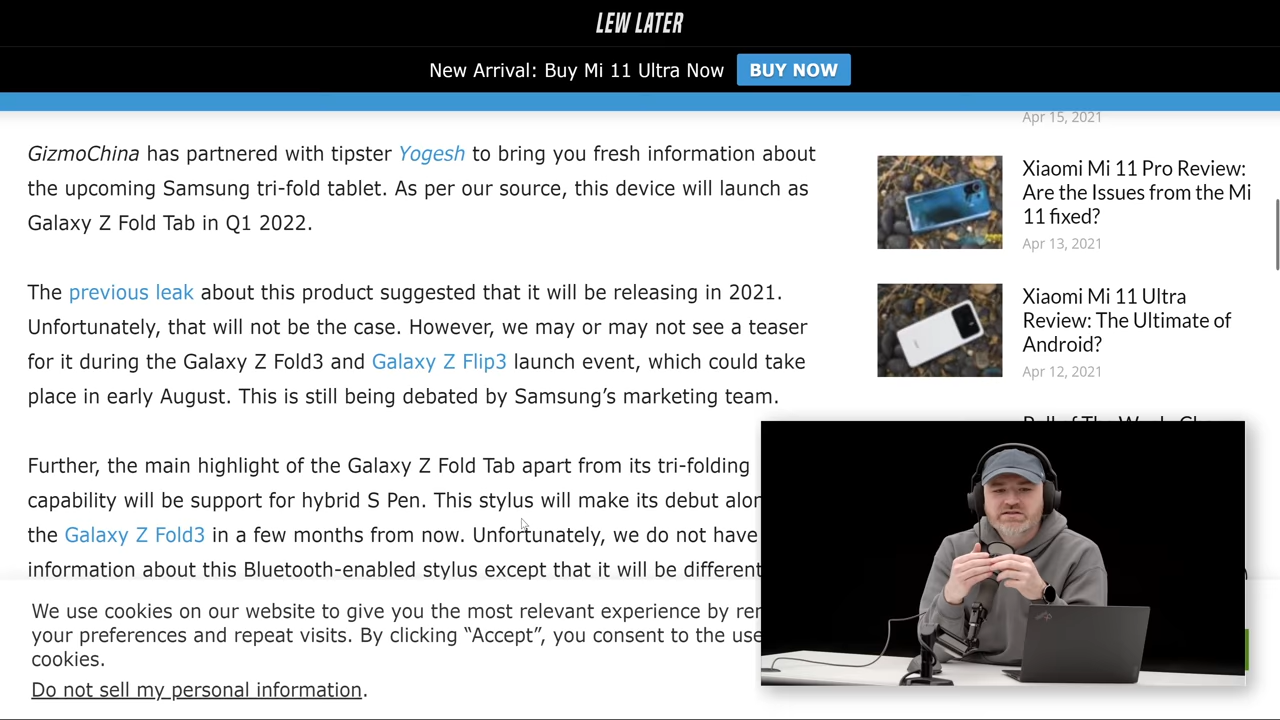 LEW LATER
New Arrival: Buy Mi 11 Ultra Now BUY NOW
GizmoChina has partnered with tipster Yogesh to bring you fresh information about
the upcoming Samsung tri-fold tablet. As per our source, this device will launch as
Galaxy Z Fold Tab in Q1 2022.
The previous leak about this product suggested that it will be releasing in 2021.
Unfortunately, that will not be the case. However, we may or may not see a teaser
for it during the Galaxy Z Fold3 and Galaxy Z Flip3 launch event, which could take
place in early August. This is still being debated by Samsung’s marketing team.
Further, the main highlight of the Galaxy Z Fold Tab apart from its tri-folding
capability will be support for hybrid S Pen. This stylus will make its debut
the Galaxy Z Fold3 in a few months from now. Unfortunately, we do not have
information about this Bluetooth-enabled stylus except that it will be different
We use cookies on our website to give you the most relevant experience by
your preferences and repeat visits. By clicking “Accept”, you consent to the use
cookies.
Do not sell my personal information.
Apr 15, 2021
Xiaomi Mi 11 Pro Review:
Are the Issues from the Mi
11 fixed?
Apr 13, 2021
Xiaomi Mi 11 Ultra
Review: The Ultimate of
Android?
Apr 12, 2021